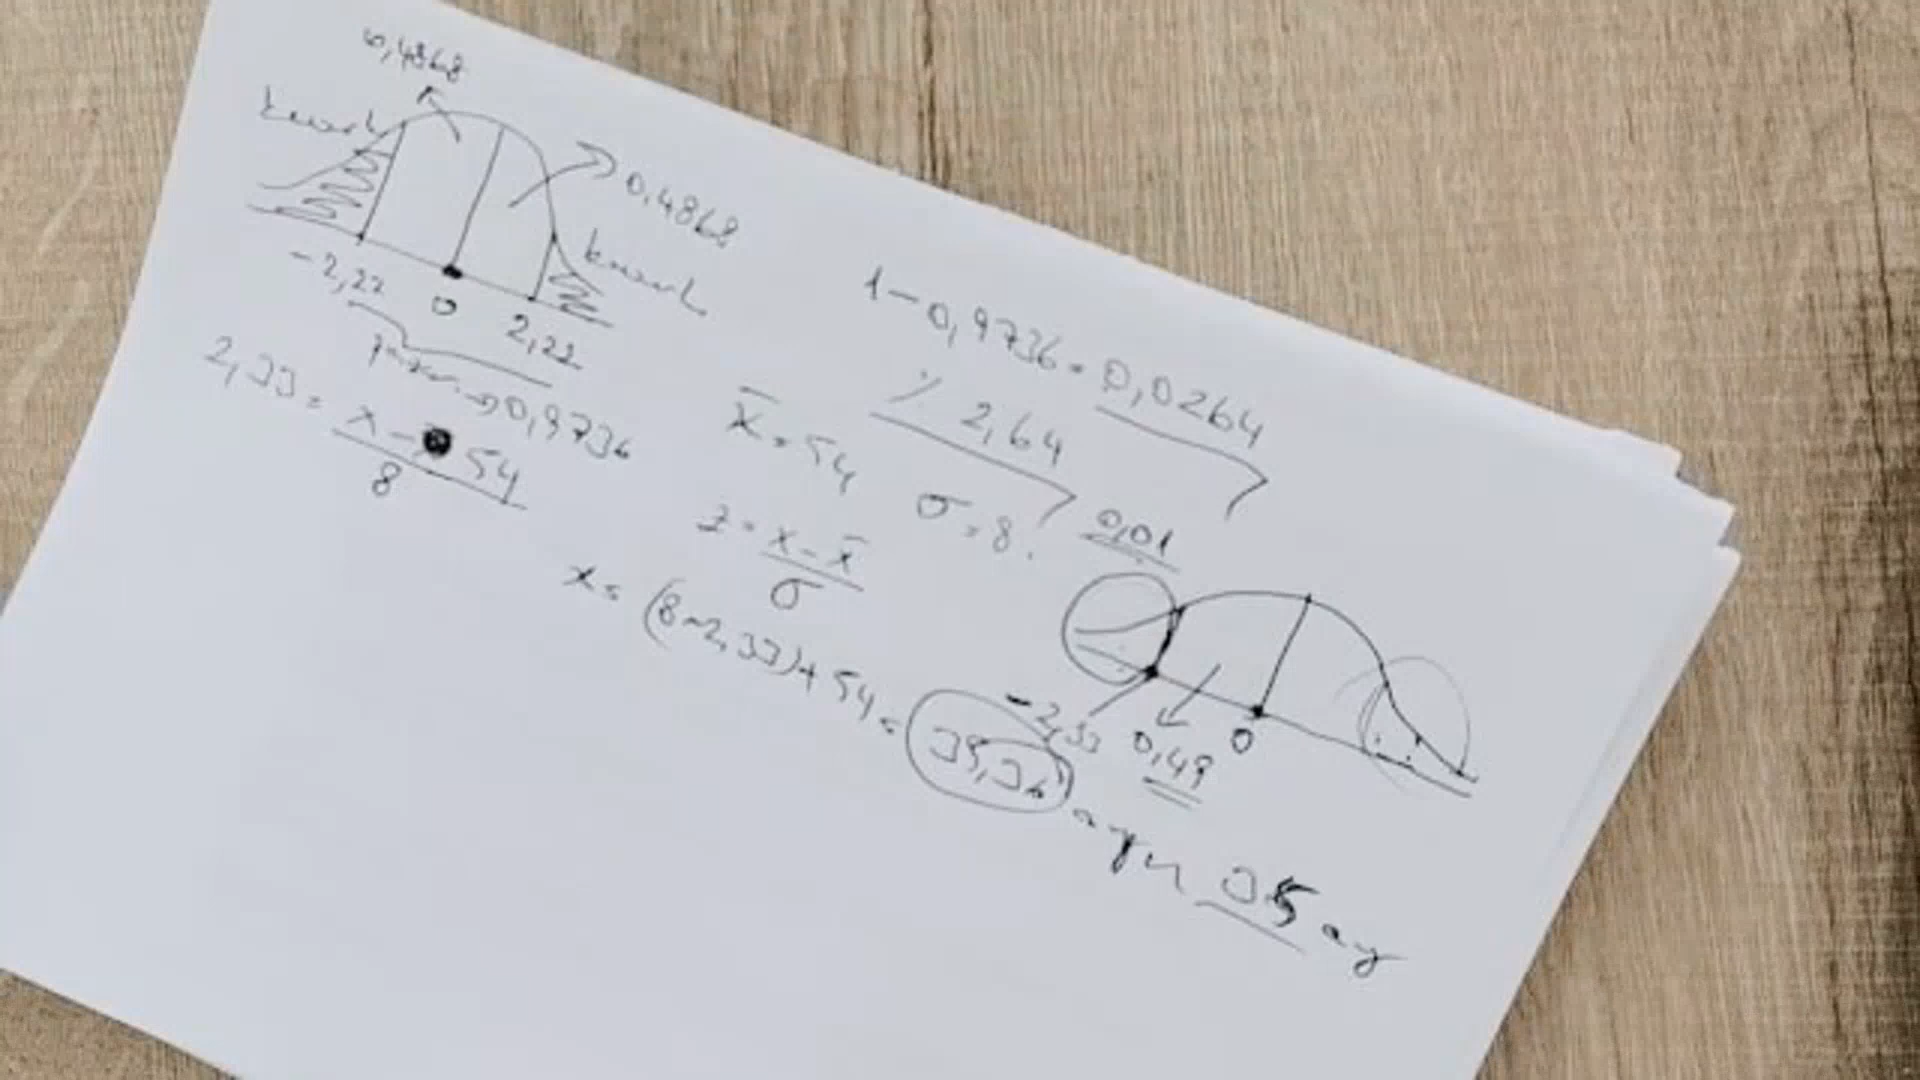 0,4868
0,4868
-2,22 0 2,22
→0,9736
1-0,9736=0,0264
% 2,64
2,33 = x - 54
8
x̄ = 54 σ = 8.
z = x - x̄
σ
x = (8*-2,33)+54 = 35,36
0,01
-2,33 0,49 0
35 ay